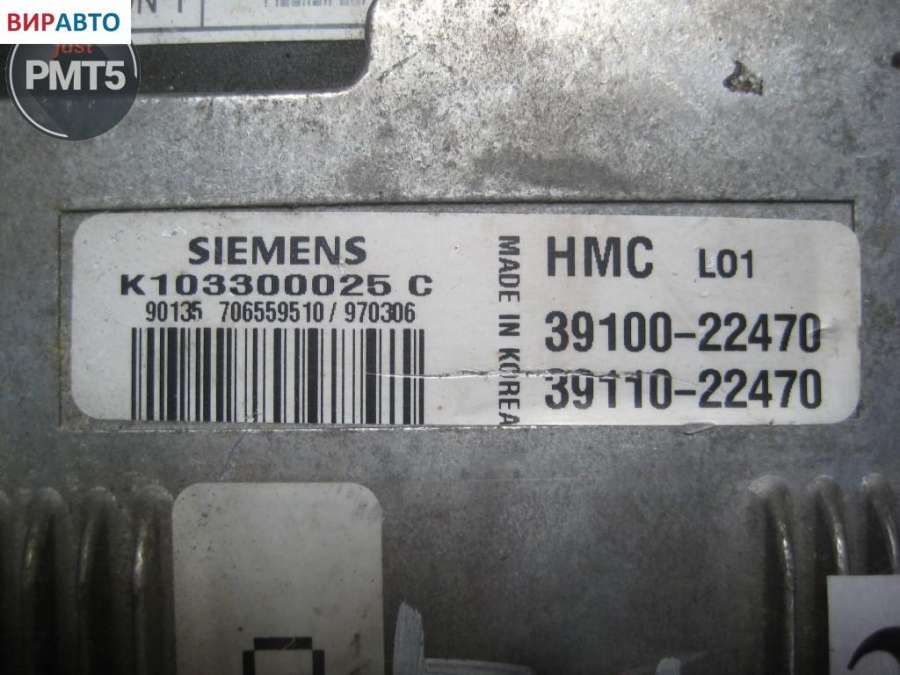 ВИРАВТО
just
PMT5
SIEMENS
K103300025 C
90135 706559510 / 970306
MADE IN KOREA
HMC L01
39100-22470
39110-22470